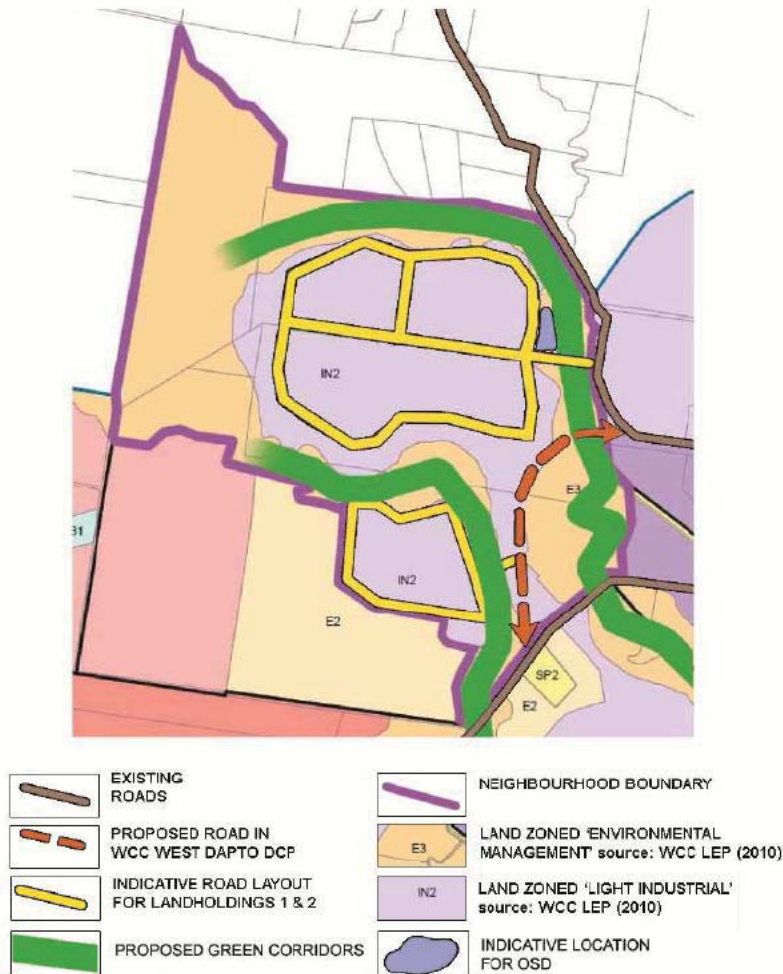 IN2
E3
31
IN2
E2
SP2
E2
EXISTING
ROADS
NEIGHBOURHOOD BOUNDARY
PROPOSED ROAD IN
WCC WEST DAPTO DCP
E3
LAND ZONED 'ENVIRONMENTAL
MANAGEMENT' source: WCC LEP (2010)
INDICATIVE ROAD LAYOUT
FOR LANDHOLDINGS 1 & 2
IN2
LAND ZONED 'LIGHT INDUSTRIAL'
source: WCC LEP (2010)
PROPOSED GREEN CORRIDORS
INDICATIVE LOCATION
FOR OSD